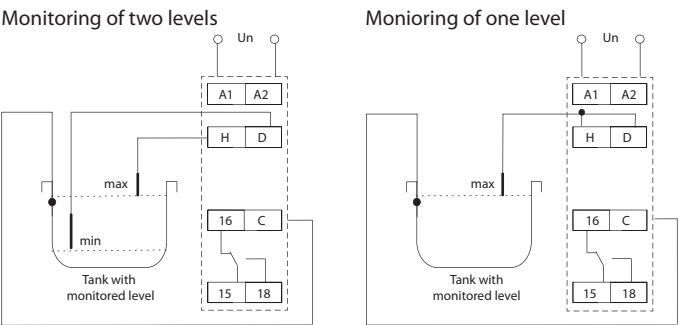 Monitoring of two levels
Un
A1 A2
H D
max
min
16 C
Tank with
monitored level
15 18
Monioring of one level
Un
A1 A2
H D
max
16 C
Tank with
monitored level
15 18